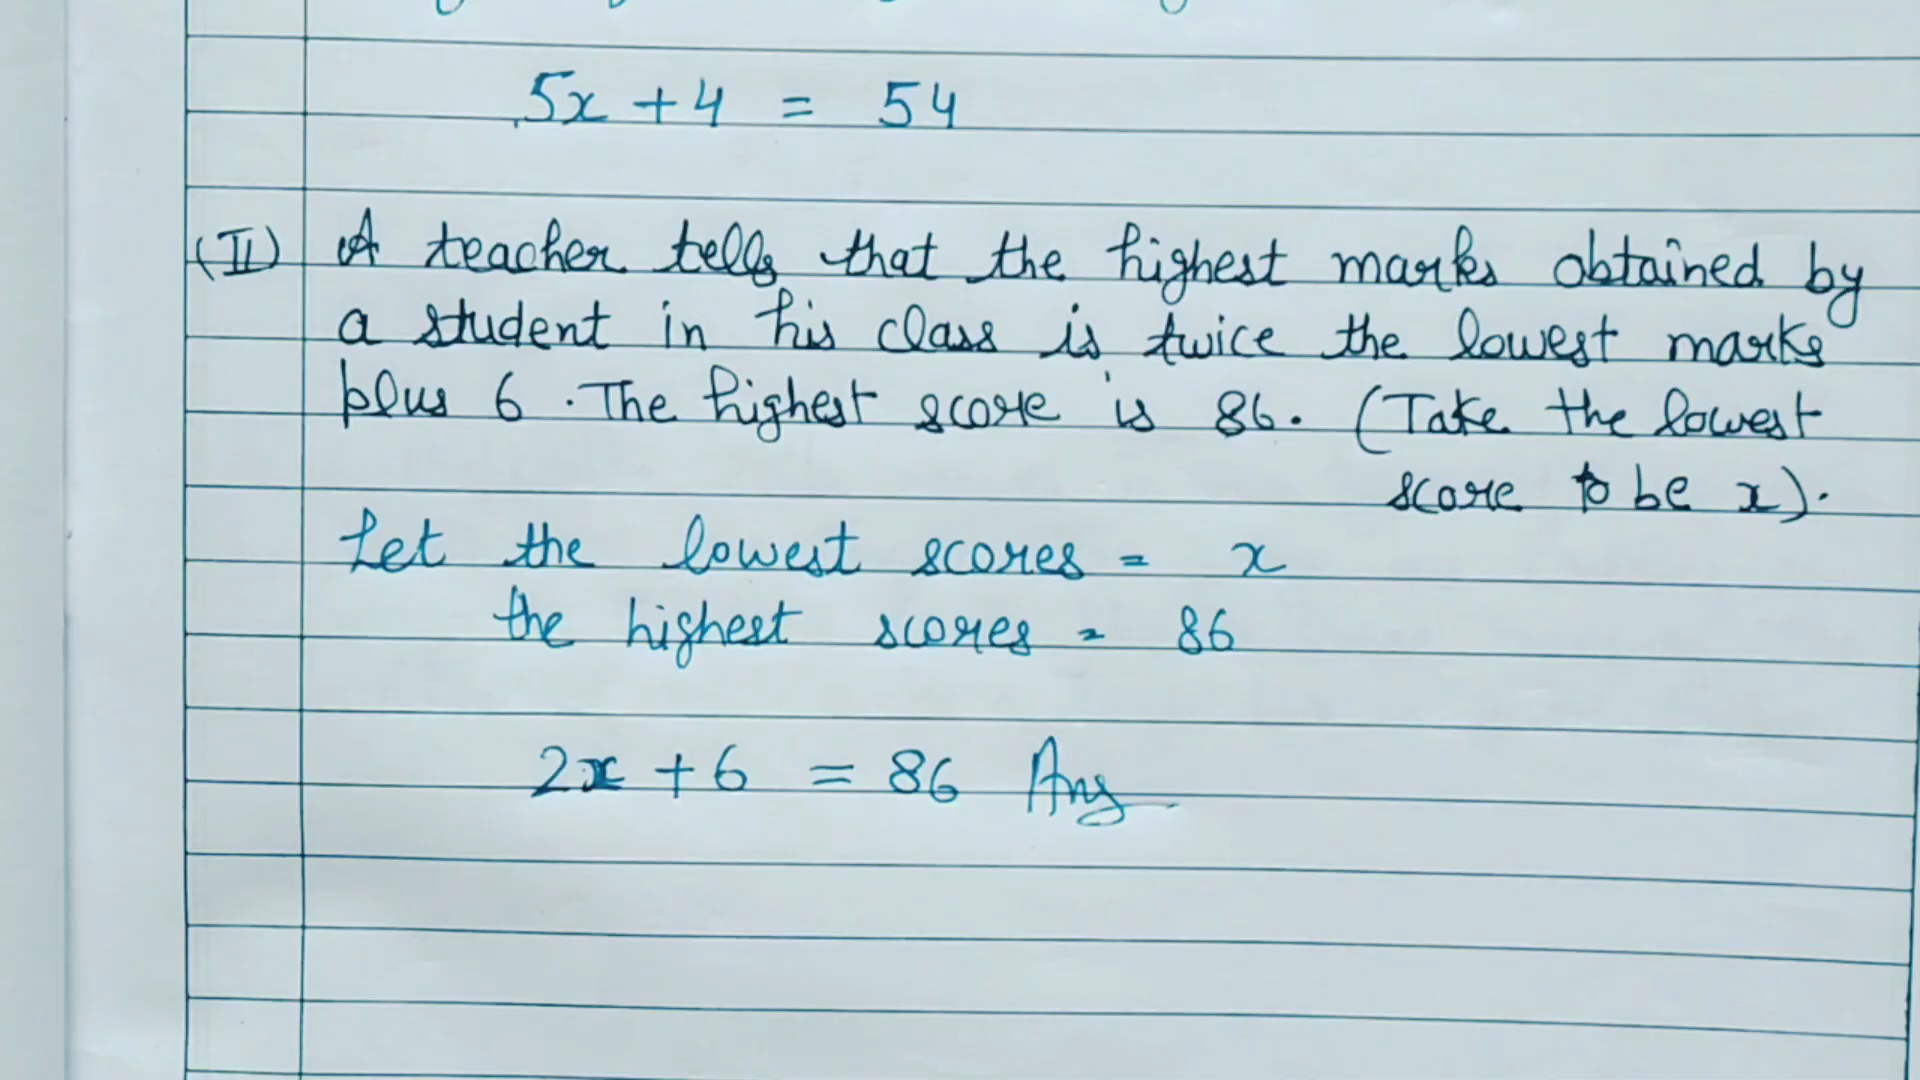 5x + 4 = 54
(II) A teacher tells that the highest marks obtained by
a student in his class is twice the lowest marks
plus 6. The highest score is 86. (Take the lowest
score to be x).
Let the lowest scores = x
the highest scores = 86
2x + 6 = 86 Ans